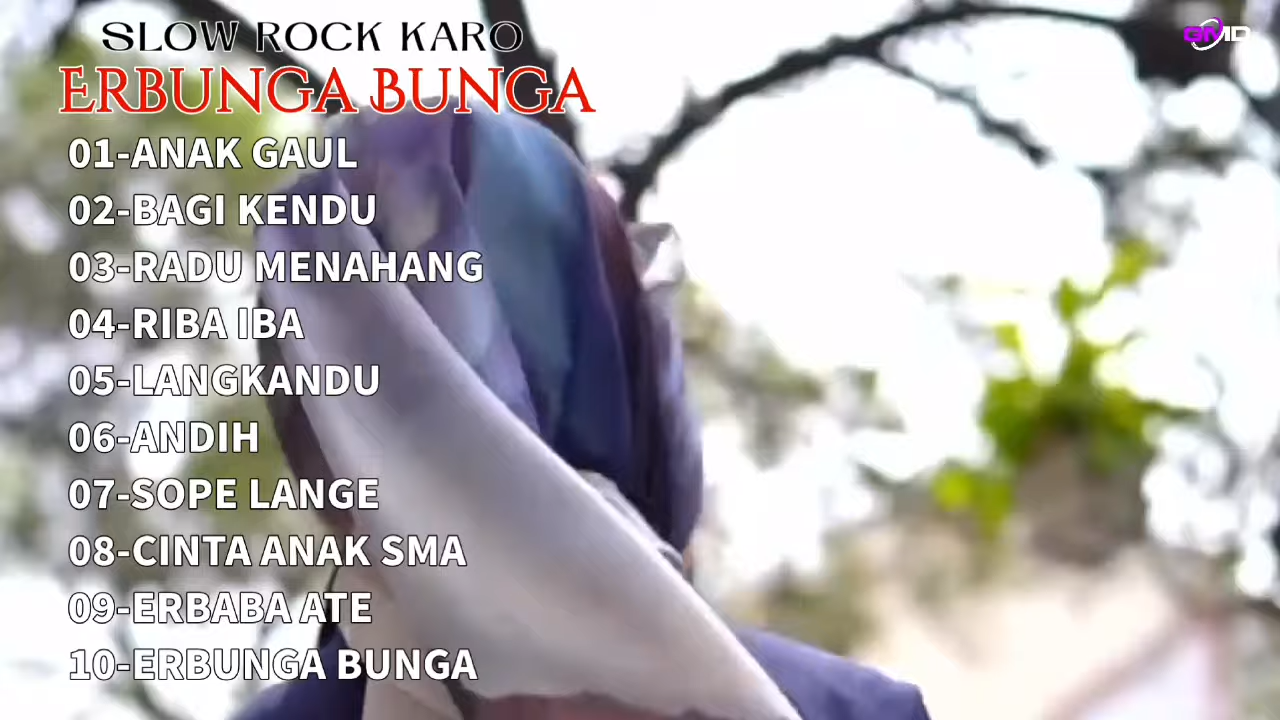 SLOW ROCK KARO
GMD
ERBUNGA BUNGA
01-ANAK GAUL
02-BAGI KENDU
03-RADU MENAHANG
04-RIBA IBA
05-LANGKANDU
06-ANDIH
07-SOPE LANGE
08-CINTA ANAK SMA
09-ERBABA ATE
10-ERBUNGA BUNGA